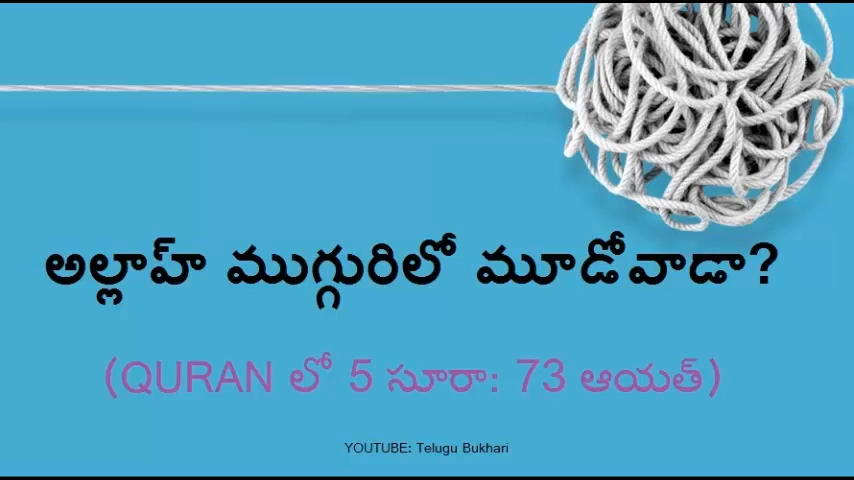 అల్లాహ్ ముగ్గురిలో మూడోవాడా?
(QURAN లో 5 సూరా: 73 ఆయత్)
YOUTUBE: Telugu Bukhari